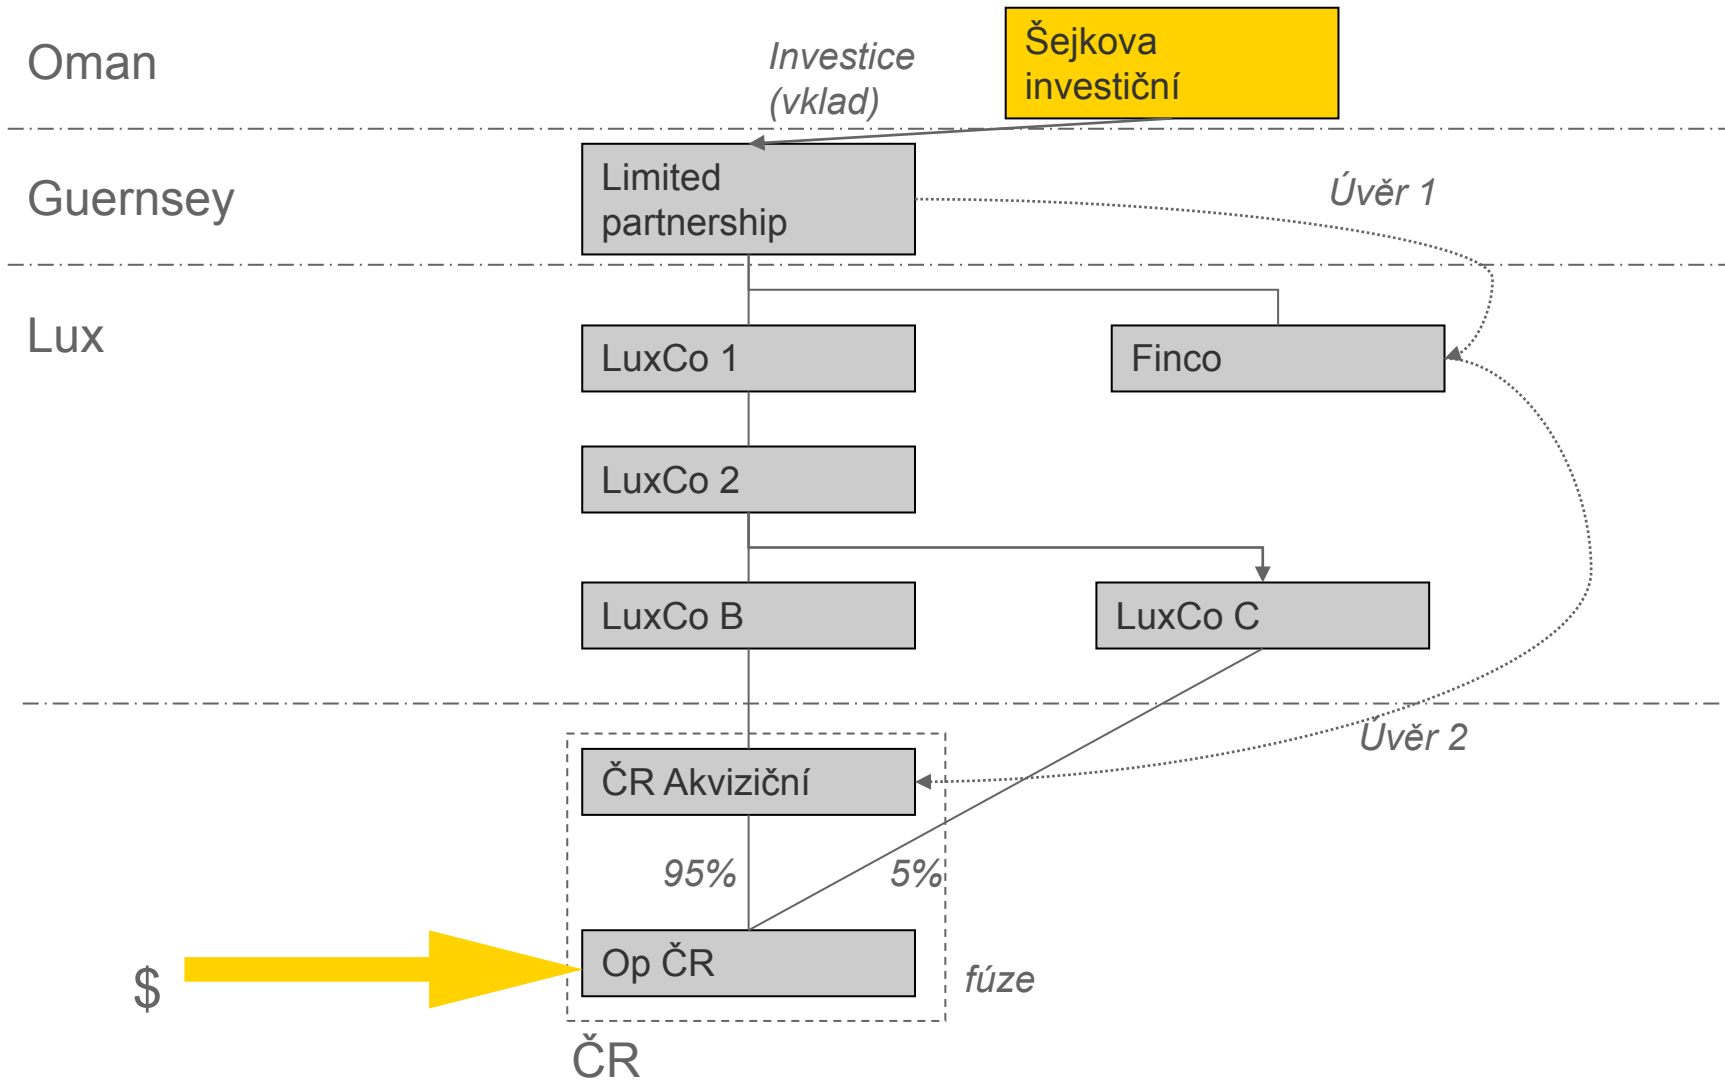 Oman
Investice
(vklad)
Šejkova
investiční
Guernsey
Limited
partnership
Úvěr 1
Lux
LuxCo 1
Finco
LuxCo 2
LuxCo B
LuxCo C
Úvěr 2
ČR Akviziční
95%
5%
$
Op ČR
fúze
ČR